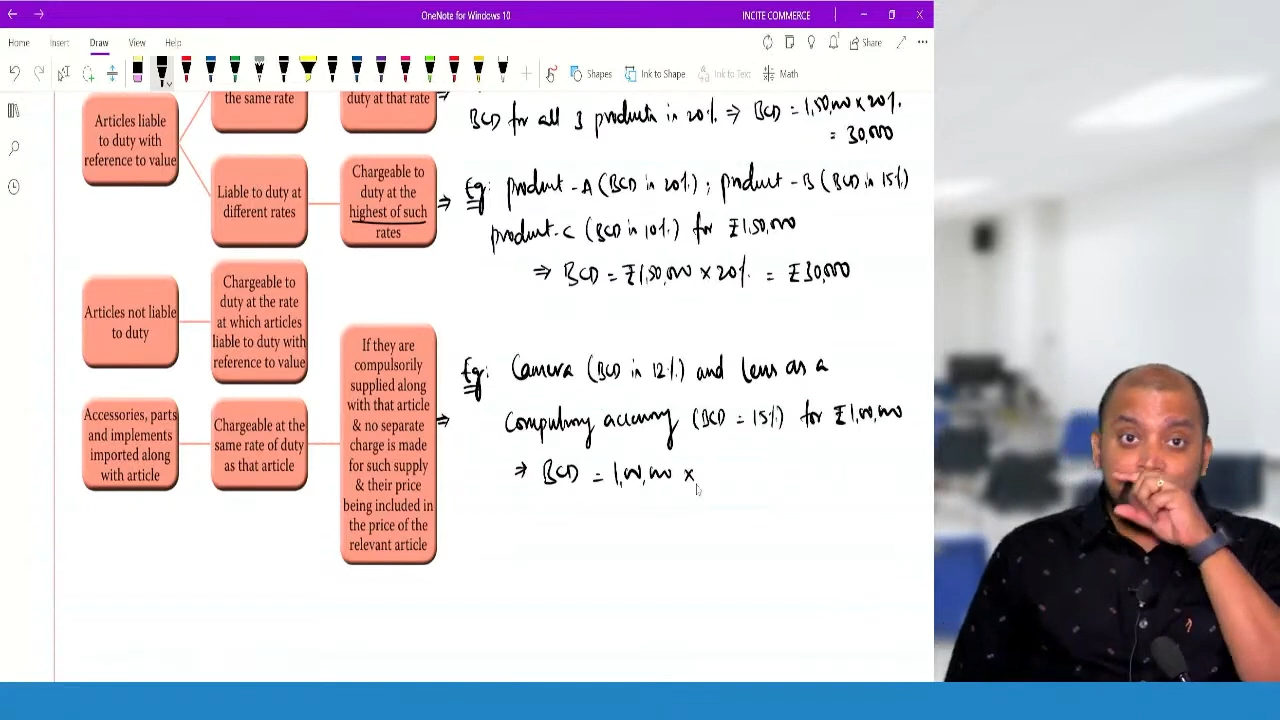 OneNote for Windows 10
INCITE COMMERCE
Home Insert Draw View Help
Share
Shapes Ink to Shape Ink to Text Math
Articles liable
to duty with
reference to value
the same rate
duty at that rate
BCD for all 3 products is 20% ⇒ BCD = 1,50,000 x 20%
= 30,000
Liable to duty at
different rates
Chargeable to
duty at the
highest of such
rates
⇒ Eg: product - A (BCD is 20%) ; product - B (BCD is 15%)
product - C (BCD is 10%) for ₹1,50,000
⇒ BCD = ₹1,50,000 x 20% = ₹30,000
Articles not liable
to duty
Chargeable to
duty at the rate
at which articles
liable to duty with
reference to value
Accessories, parts
and implements
imported along
with article
Chargeable at the
same rate of duty
as that article
If they are
compulsorily
supplied along
with that article
& no separate
charge is made
for such supply
& their price
being included in
the price of the
relevant article
⇒ Eg: Camera (BCD is 12%) and Lens as a
Compulsory accessory (BCD = 15%) for ₹1,00,000
⇒ BCD = 1,00,000 x